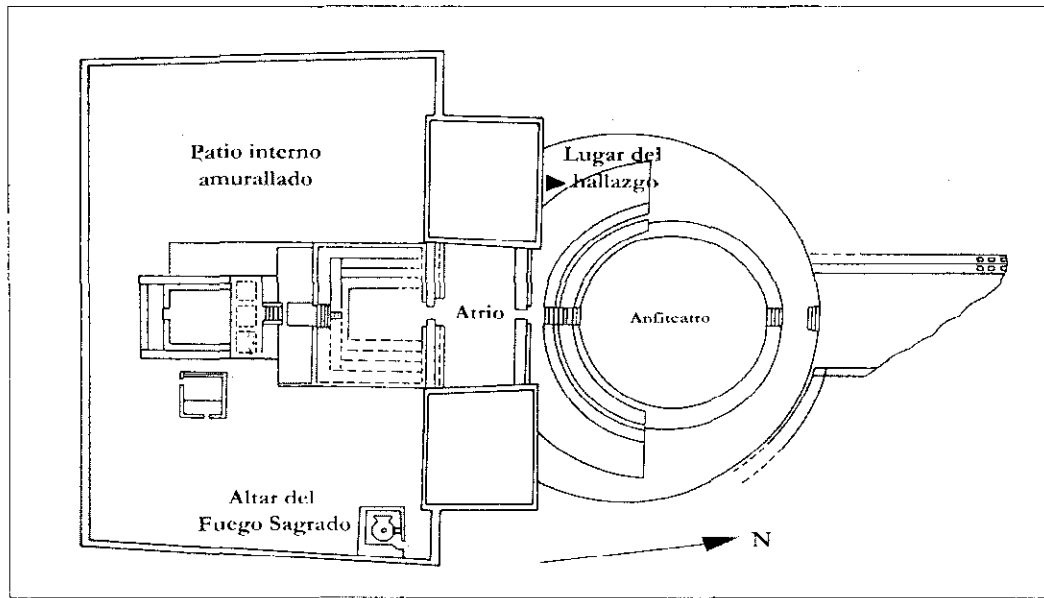 Patio interno
amurallado
Lugar del
hallazgo
Atrio
Anfiteatro
Altar del
Fuego Sagrado
N